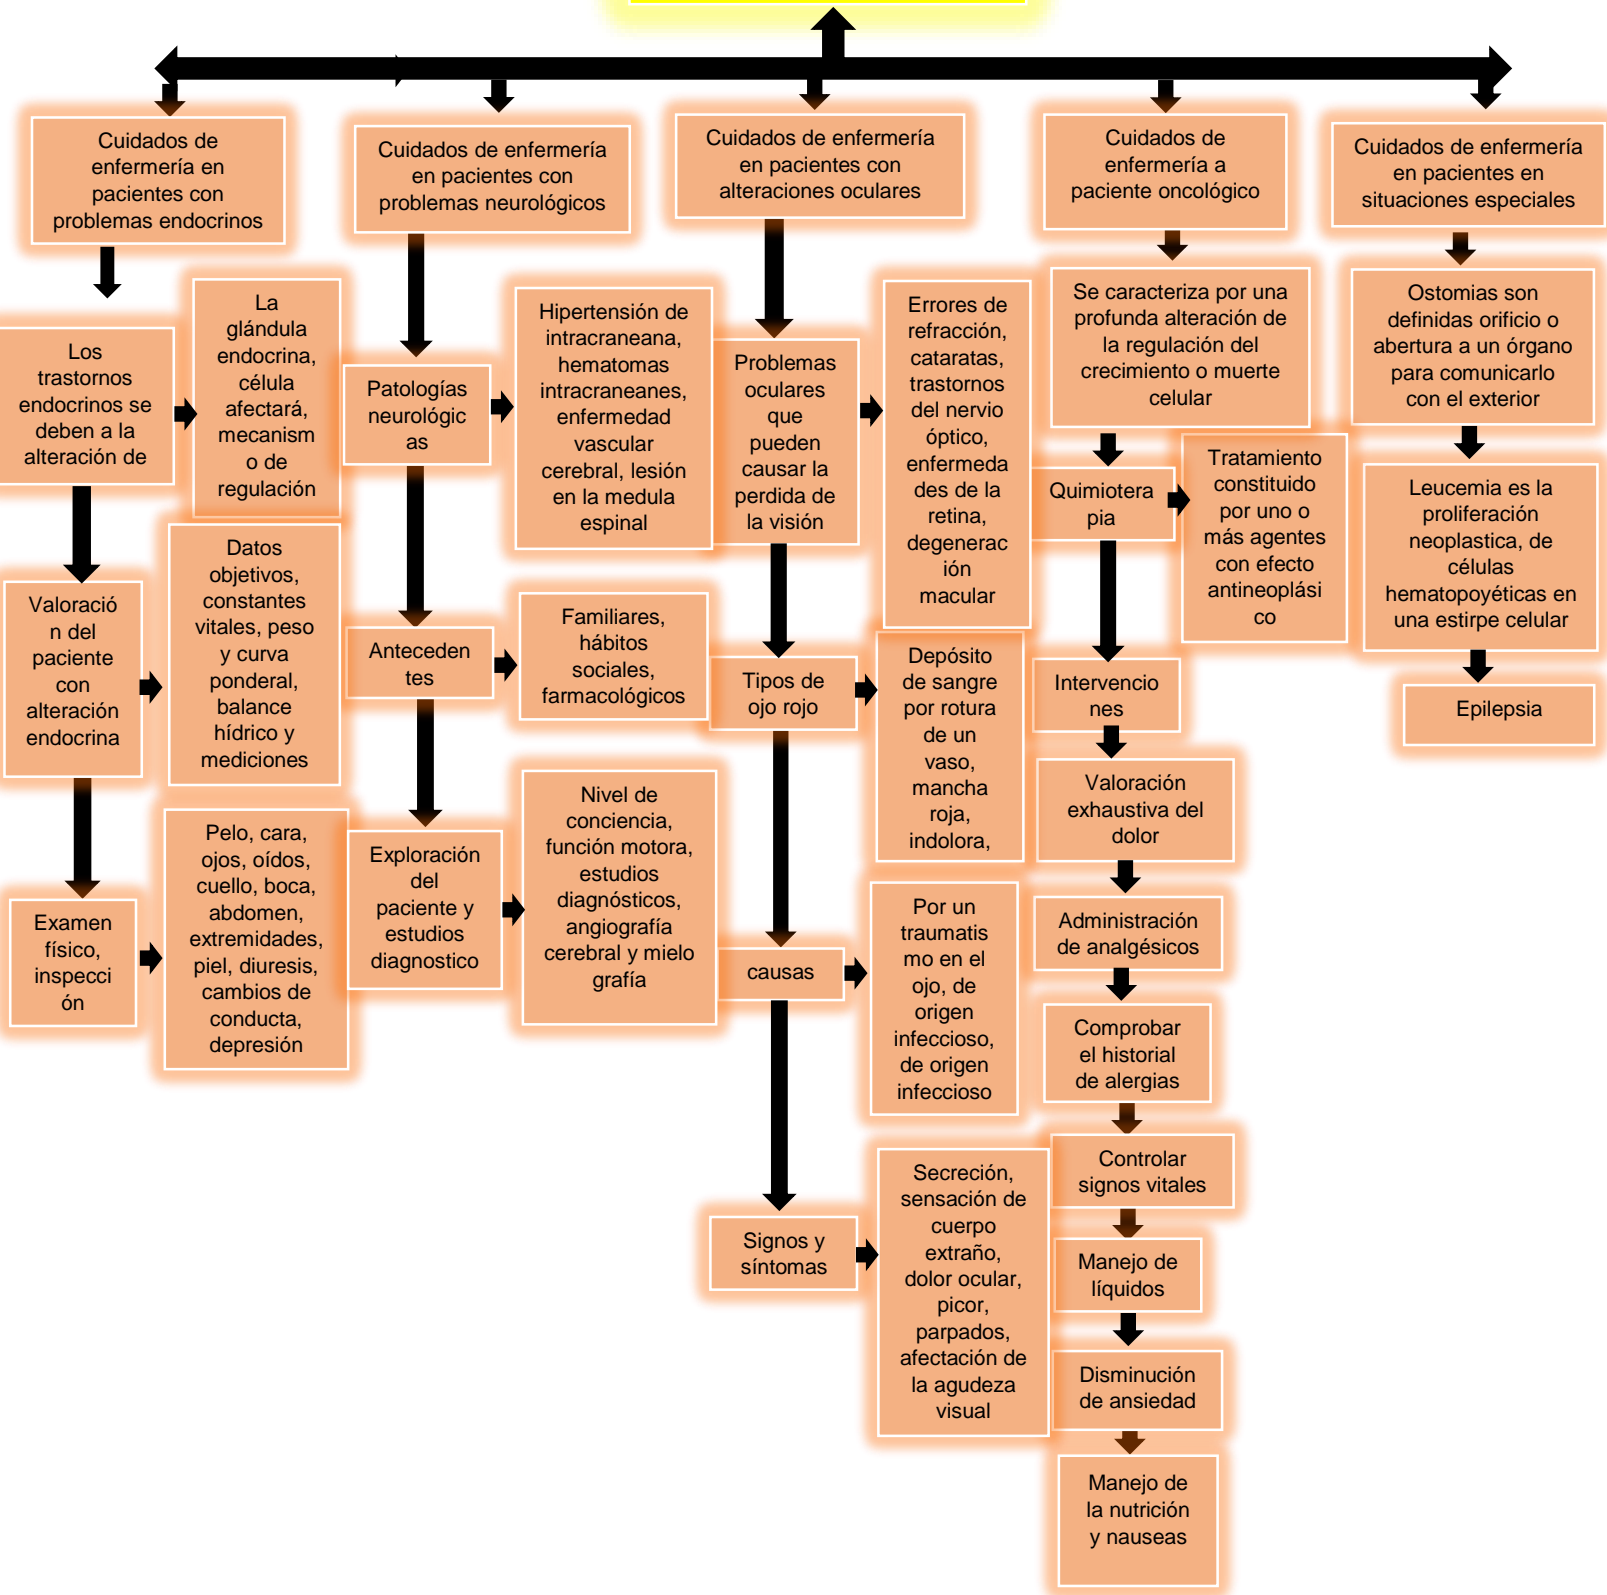 Cuidados de
enfermería en
pacientes con
problemas endocrinos
Cuidados de enfermería
en pacientes con
problemas neurológicos
Cuidados de enfermería
en pacientes con
alteraciones oculares
Cuidados de
enfermería a
paciente oncológico
Cuidados de enfermería
en pacientes en
situaciones especiales
Los
trastornos
endocrinos se
deben a la
alteración de
La
glándula
endocrina,
célula
afectará,
mecanism
o de
regulación
Valoració
n del
paciente
con
alteración
endocrina
Datos
objetivos,
constantes
vitales, peso
y curva
ponderal,
balance
hídrico y
mediciones
Examen
físico,
inspecci
ón
Pelo, cara,
ojos, oídos,
cuello, boca,
abdomen,
extremidades,
piel, diuresis,
cambios de
conducta,
depresión
Patologías
neurológic
as
Hipertensión de
intracraneana,
hematomas
intracraneanes,
enfermedad
vascular
cerebral, lesión
en la medula
espinal
Anteceden
tes
Familiares,
hábitos
sociales,
farmacológicos
Exploración
del
paciente y
estudios
diagnostico
Nivel de
conciencia,
función motora,
estudios
diagnósticos,
angiografía
cerebral y mielo
grafía
Problemas
oculares
que
pueden
causar la
perdida de
la visión
Errores de
refracción,
cataratas,
trastornos
del nervio
óptico,
enfermeda
des de la
retina,
degenerac
ión
macular
Tipos de
ojo rojo
Depósito
de sangre
por rotura
de un
vaso,
mancha
roja,
indolora,
causas
Por un
traumatis
mo en el
ojo, de
origen
infeccioso,
de origen
infeccioso
Signos y
síntomas
Secreción,
sensación de
cuerpo
extraño,
dolor ocular,
picor,
parpados,
afectación de
la agudeza
visual
Se caracteriza por una
profunda alteración de
la regulación del
crecimiento o muerte
celular
Quimiotera
pia
Tratamiento
constituido
por uno o
más agentes
con efecto
antineoplási
co
Intervencio
nes
Valoración
exhaustiva del
dolor
Administración
de analgésicos
Comprobar
el historial
de alergias
Controlar
signos vitales
Manejo de
líquidos
Disminución
de ansiedad
Manejo de
la nutrición
y nauseas
Ostomias son
definidas orificio o
abertura a un órgano
para comunicarlo
con el exterior
Leucemia es la
proliferación
neoplastica, de
células
hematopoyéticas en
una estirpe celular
Epilepsia